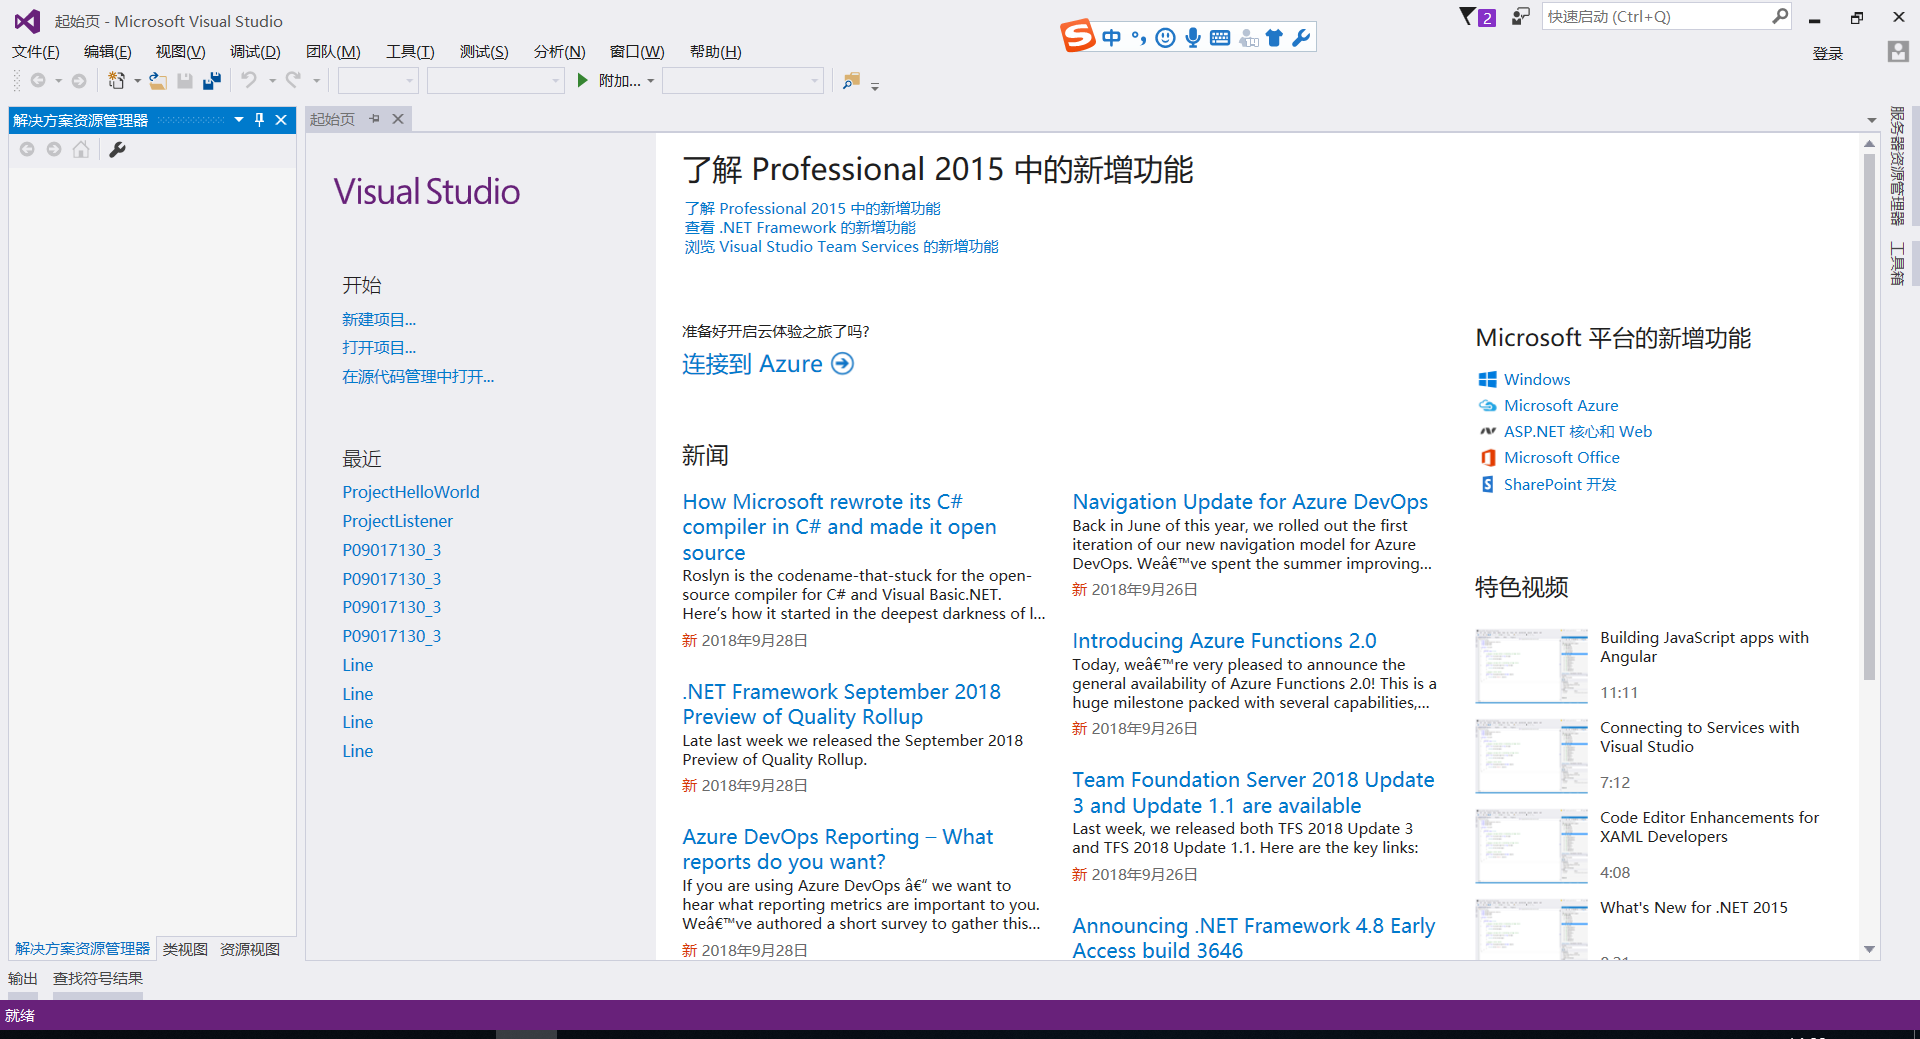 起始页 - Microsoft Visual Studio
2
快速启动 (Ctrl+Q)
文件(F) 编辑(E) 视图(V) 调试(D) 团队(M) 工具(T) 测试(S) 分析(N) 窗口(W) 帮助(H)
中
登录
附加...
解决方案资源管理器
起始页
服务器资源管理器
工具箱
Visual Studio
开始
新建项目...
打开项目...
在源代码管理中打开...
最近
ProjectHelloWorld
ProjectListener
P09017130_3
P09017130_3
P09017130_3
P09017130_3
Line
Line
Line
Line
了解 Professional 2015 中的新增功能
了解 Professional 2015 中的新增功能
查看 .NET Framework 的新增功能
浏览 Visual Studio Team Services 的新增功能
准备好开启云体验之旅了吗?
连接到 Azure
新闻
How Microsoft rewrote its C#
compiler in C# and made it open
source
Roslyn is the codename-that-stuck for the open-
source compiler for C# and Visual Basic.NET.
Here’s how it started in the deepest darkness of l...
新 2018年9月28日
.NET Framework September 2018
Preview of Quality Rollup
Late last week we released the September 2018
Preview of Quality Rollup.
新 2018年9月28日
Azure DevOps Reporting – What
reports do you want?
If you are using Azure DevOps â€“ we want to
hear what reporting metrics are important to you.
Weâ€™ve authored a short survey to gather this...
新 2018年9月28日
Navigation Update for Azure DevOps
Back in June of this year, we rolled out the first
iteration of our new navigation model for Azure
DevOps. Weâ€™ve spent the summer improving...
新 2018年9月26日
Introducing Azure Functions 2.0
Today, weâ€™re very pleased to announce the
general availability of Azure Functions 2.0! This is a
huge milestone packed with several capabilities,...
新 2018年9月26日
Team Foundation Server 2018 Update
3 and Update 1.1 are available
Last week, we released both TFS 2018 Update 3
and TFS 2018 Update 1.1. Here are the key links:
新 2018年9月26日
Announcing .NET Framework 4.8 Early
Access build 3646
Microsoft 平台的新增功能
Windows
Microsoft Azure
ASP.NET 核心和 Web
Microsoft Office
SharePoint 开发
特色视频
Building JavaScript apps with
Angular
11:11
Connecting to Services with
Visual Studio
7:12
Code Editor Enhancements for
XAML Developers
4:08
What's New for .NET 2015
解决方案资源管理器 类视图 资源视图
输出 查找符号结果
就绪